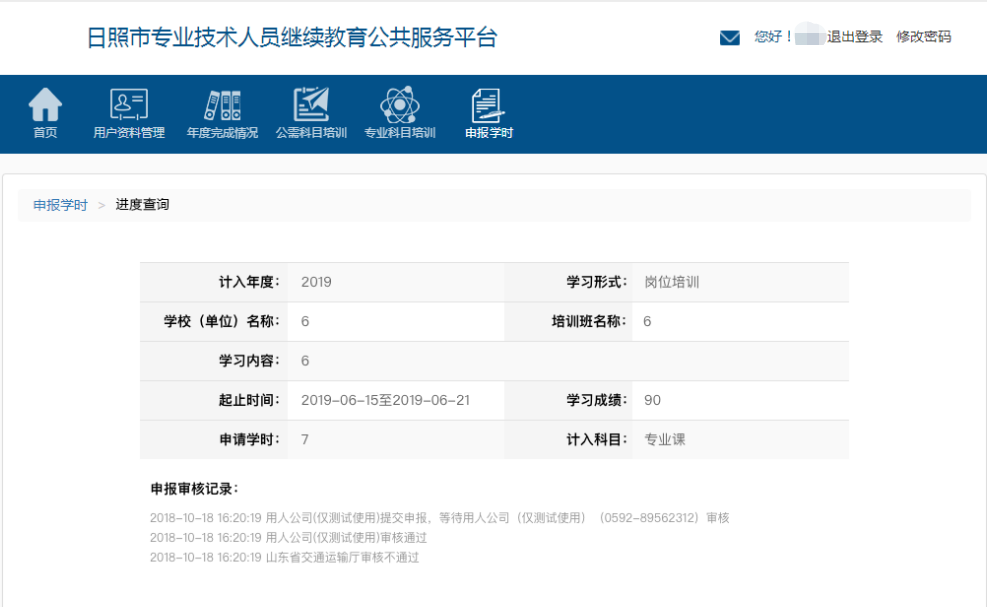 日照市专业技术人员继续教育公共服务平台
您好！ 退出登录 修改密码
首页 用户资料管理 年度完成情况 公需科目培训 专业科目培训 申报学时
申报学时 > 进度查询
计入年度： 2019 学习形式： 岗位培训
学校（单位）名称： 6 培训班名称： 6
学习内容： 6
起止时间： 2019-06-15至2019-06-21 学习成绩： 90
申请学时： 7 计入科目： 专业课
申报审核记录：
2018-10-18 16:20:19 用人公司(仅测试使用)提交申报，等待用人公司（仅测试使用）（0592-89562312）审核
2018-10-18 16:20:19 用人公司(仅测试使用)审核通过
2018-10-18 16:20:19 山东省交通运输厅审核不通过